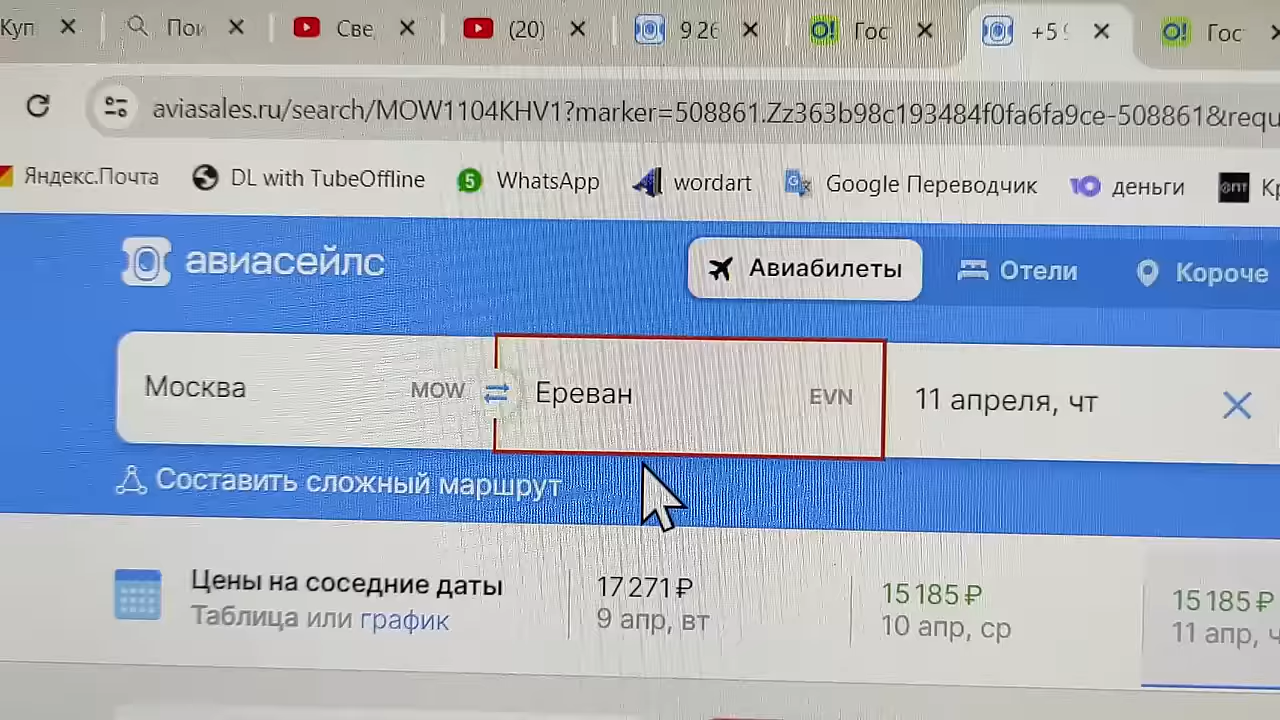 Куп Пои Све (20) 9 26 Гос +5 9 Гос
aviasales.ru/search/MOW1104KHV1?marker=508861.Zz363b98c193484f0fa6fa9ce-508861&requ
Яндекс.Почта DL with TubeOffline 5 WhatsApp wordart Google Переводчик деньги Кр
авиасейлс Авиабилеты Отели Короче
Москва MOW Ереван EVN 11 апреля, чт
Составить сложный маршрут
Цены на соседние даты 17 271 ₽ 15 185 ₽ 15 185 ₽
Таблица или график 9 апр, вт 10 апр, ср 11 апр, ч